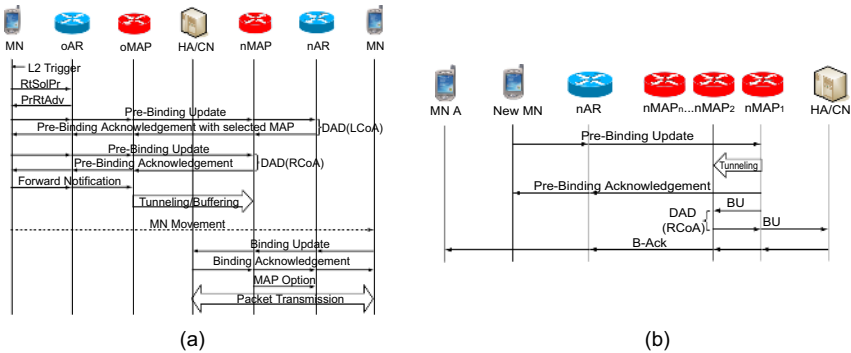 MN oAR oMAP HA/CN nMAP nAR MN
L2 Trigger
RtSolPr
PrRtAdv
Pre-Binding Update
Pre-Binding Acknowledgement with selected MAP
DAD(LCoA)
Pre-Binding Update
Pre-Binding Acknowledgement
DAD(RCoA)
Forward Notification
Tunneling/Buffering
MN Movement
Binding Update
Binding Acknowledgement
MAP Option
Packet Transmission
(a)
MN A New MN nAR nMAPn...nMAP2 nMAP1 HA/CN
Pre-Binding Update
Tunneling
Pre-Binding Acknowledgement
BU
DAD
(RCoA)
BU
B-Ack
(b)